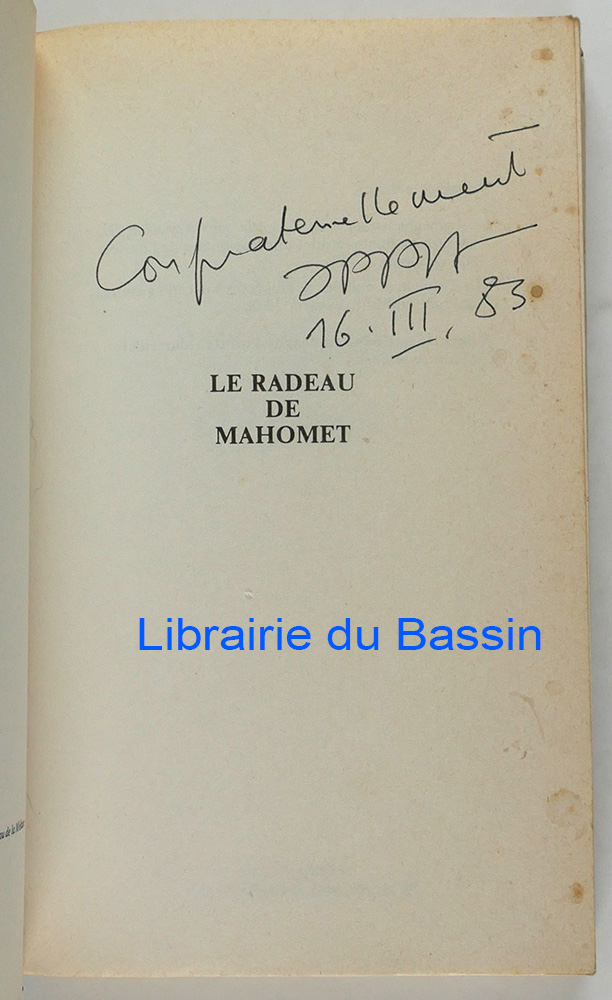 Confraternellement
16.III.83
LE RADEAU
DE
MAHOMET
Librairie du Bassin